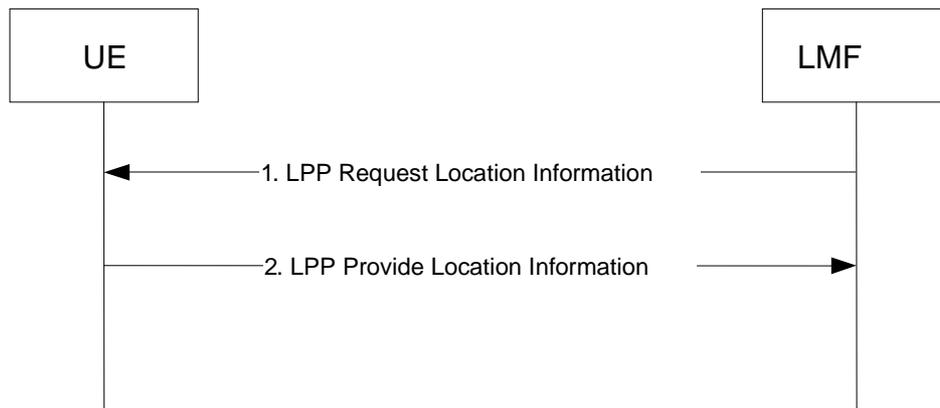 UE
LMF
1. LPP Request Location Information
2. LPP Provide Location Information